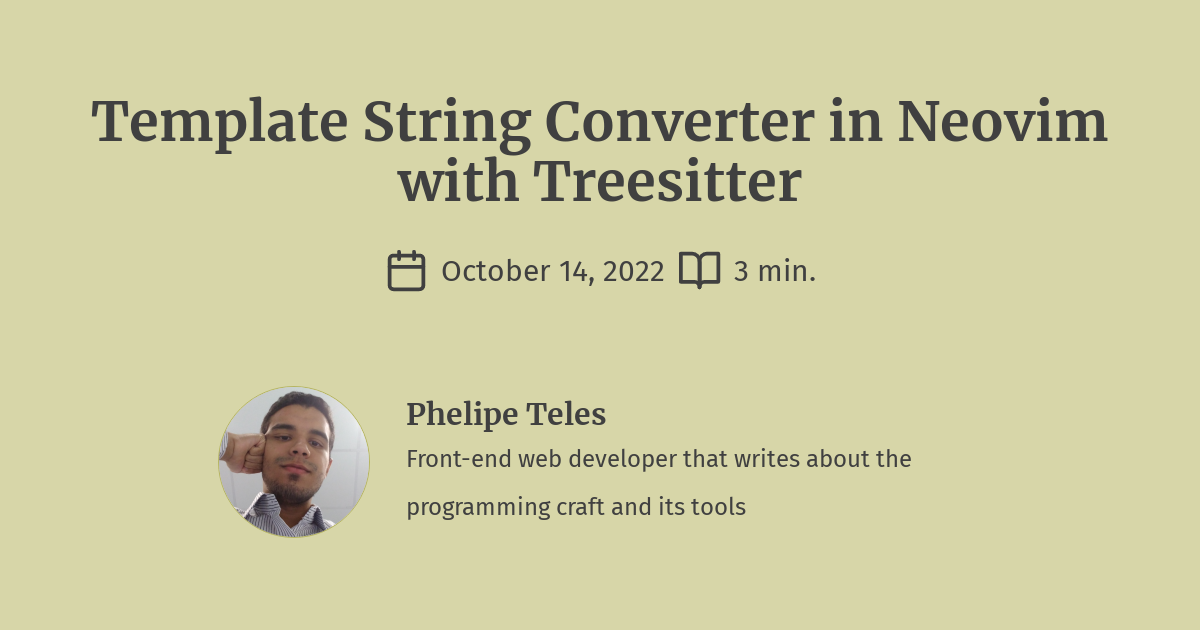 Template String Converter in Neovim
with Treesitter
October 14, 2022 3 min.
Phelipe Teles
Front-end web developer that writes about the
programming craft and its tools